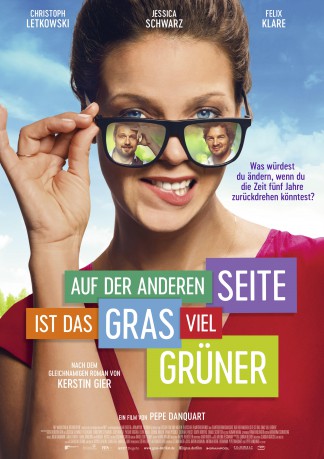 CHRISTOPH
LETKOWSKI
JESSICA
SCHWARZ
FELIX
KLARE
Was würdest
du ändern, wenn du
die Zeit fünf Jahre
zurückdrehen könntest?
AUF DER ANDEREN
SEITE
IST DAS GRAS VIEL
GRÜNER
NACH DEM
GLEICHNAMIGEN ROMAN VON
KERSTIN GIER
EIN FILM VON PEPE DANQUART